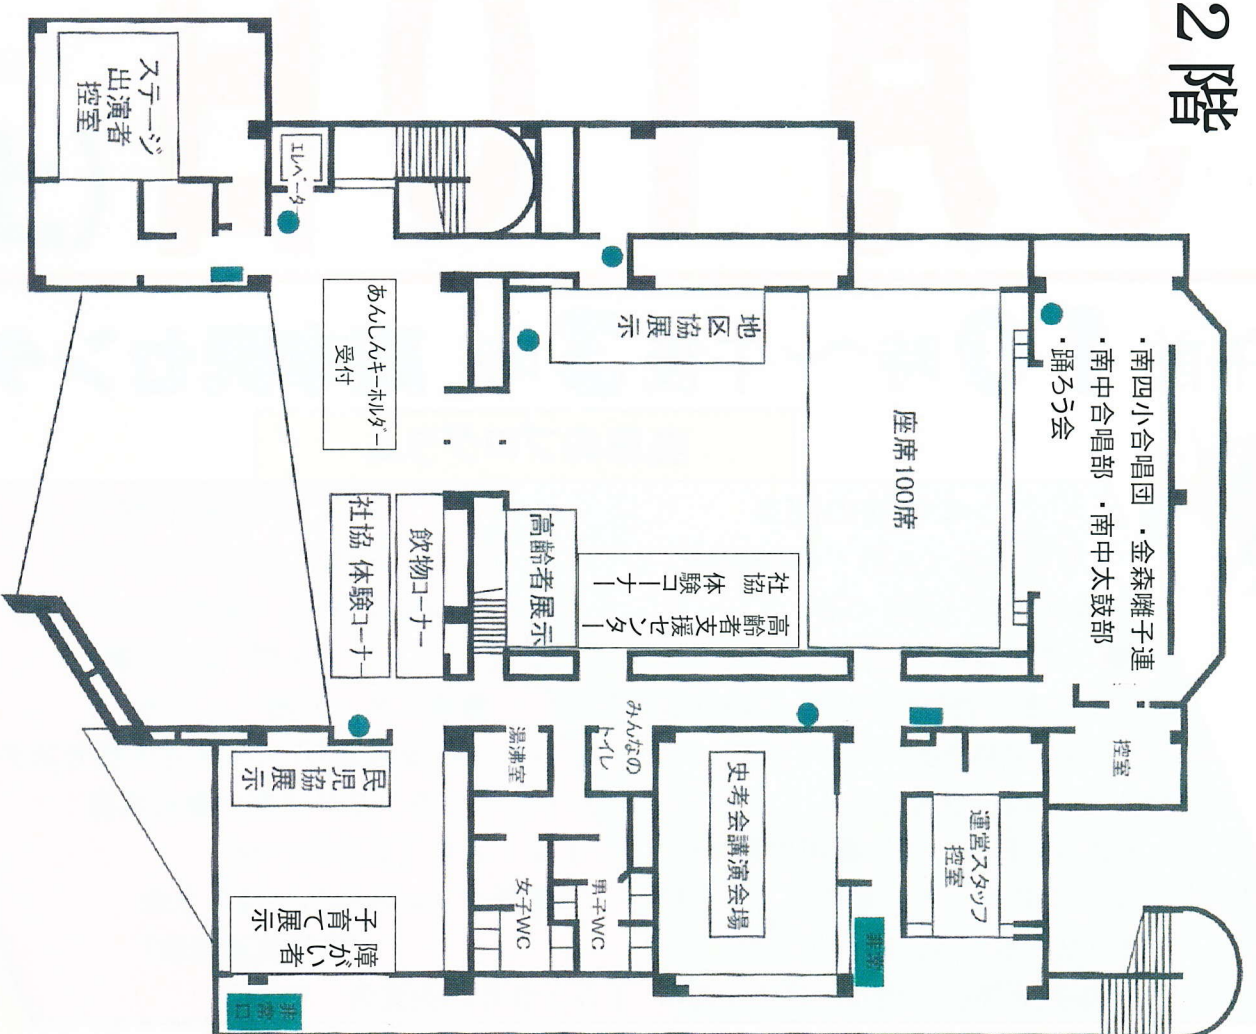 2階
・南四小合唱団 ・金森囃子連
・南中合唱部 ・南中太鼓部
・踊ろう会
控室
運営スタッフ
控室
座席100席
史考会講演会場
非常口
地区協展示
社協
体験コーナー
高齢者支援センター
高齢者展示
みんなの
トイレ
湯沸室
男子WC
女子WC
飲物コーナー
社協 体験コーナー
あんしんキーホルダー
受付
エレベータ
ステージ
出演者
控室
民児協展示
障がい者
子育て展示
非常口